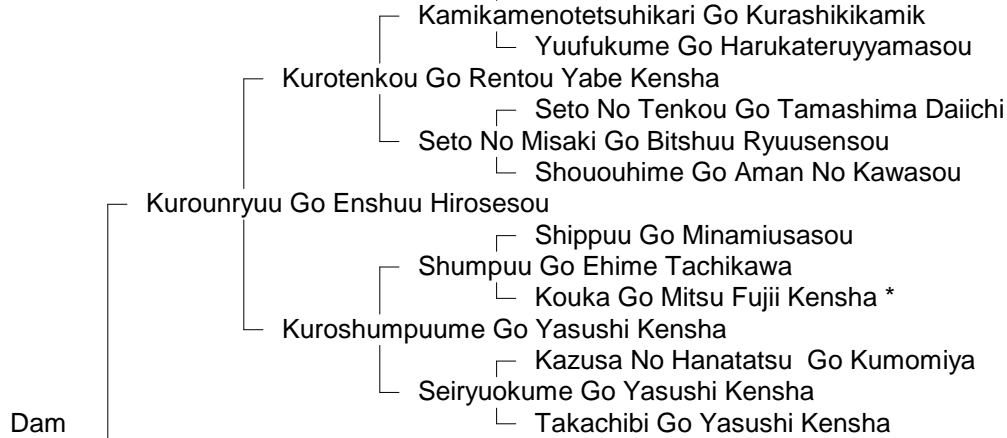 Kamikamenotetsuhikari Go Kurashikikamik
Yuufukume Go Harukateruyyamasou
Kurotenkou Go Rentou Yabe Kensha
Seto No Tenkou Go Tamashima Daiichi
Seto No Misaki Go Bitshuu Ryuusensou
Shououhime Go Aman No Kawasou
Kurounryuu Go Enshuu Hirosesou
Shippuu Go Minamiusasou
Shumpuu Go Ehime Tachikawa
Kouka Go Mitsu Fujii Kensha *
Kuroshumpuume Go Yasushi Kensha
Kazusa No Hanatatsu  Go Kumomiya
Seiryuokume Go Yasushi Kensha
Takachibi Go Yasushi Kensha
Dam